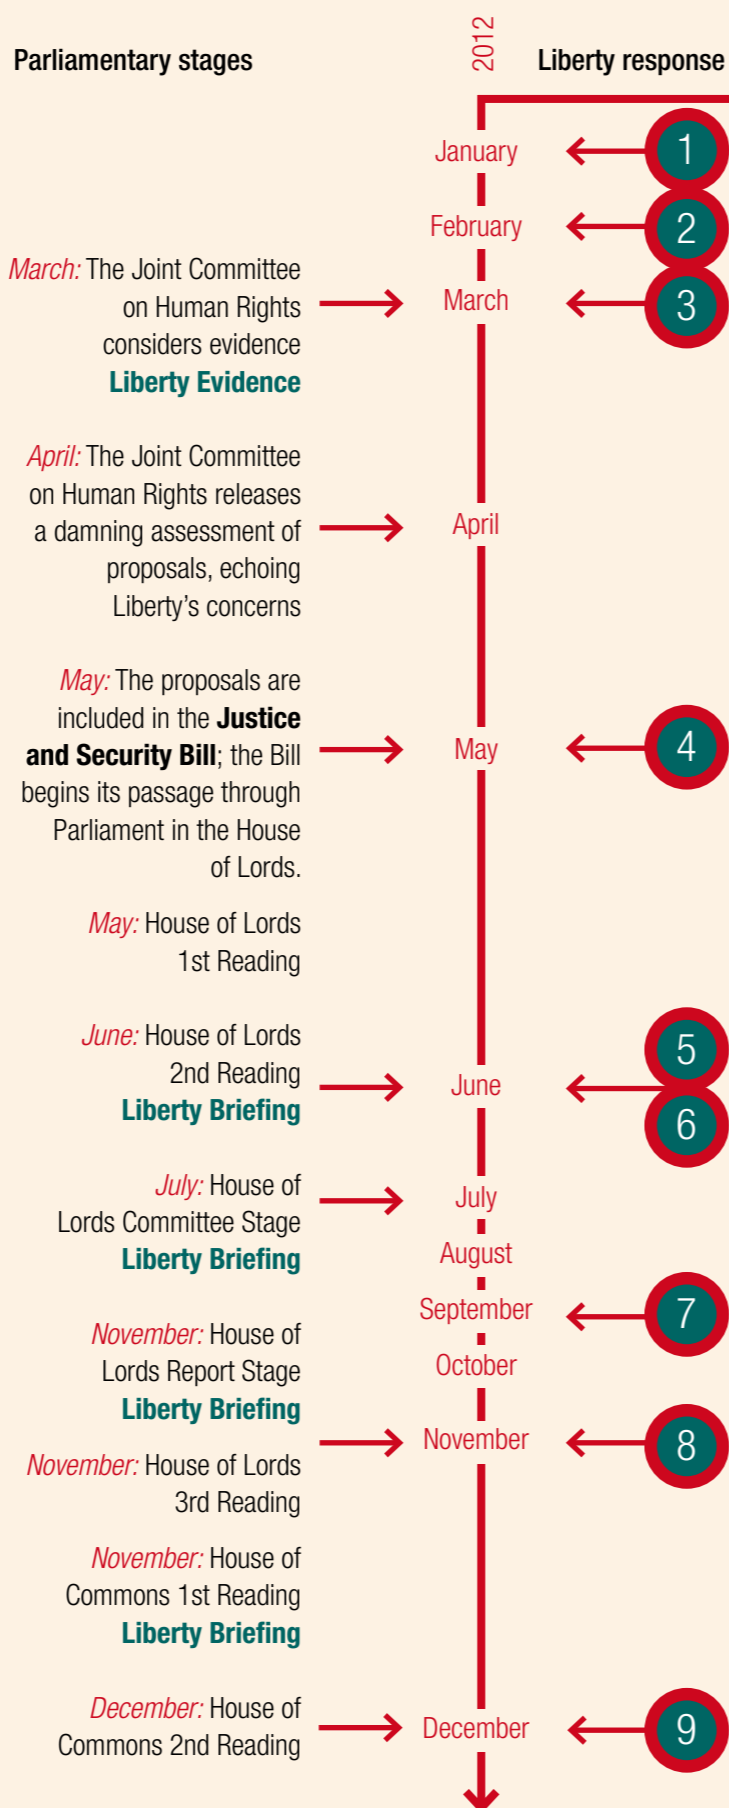 Parliamentary stages
2012
Liberty response
January
1
February
2
March: The Joint Committee
on Human Rights
considers evidence
Liberty Evidence
March
3
April: The Joint Committee
on Human Rights releases
a damning assessment of
proposals, echoing
Liberty’s concerns
April
May: The proposals are
included in the Justice
and Security Bill; the Bill
begins its passage through
Parliament in the House
of Lords.
May
4
May: House of Lords
1st Reading
June: House of Lords
2nd Reading
Liberty Briefing
June
5
6
July: House of
Lords Committee Stage
Liberty Briefing
July
August
September
7
October
November: House of
Lords Report Stage
Liberty Briefing
November
8
November: House of Lords
3rd Reading
November: House of
Commons 1st Reading
Liberty Briefing
December: House of
Commons 2nd Reading
December
9